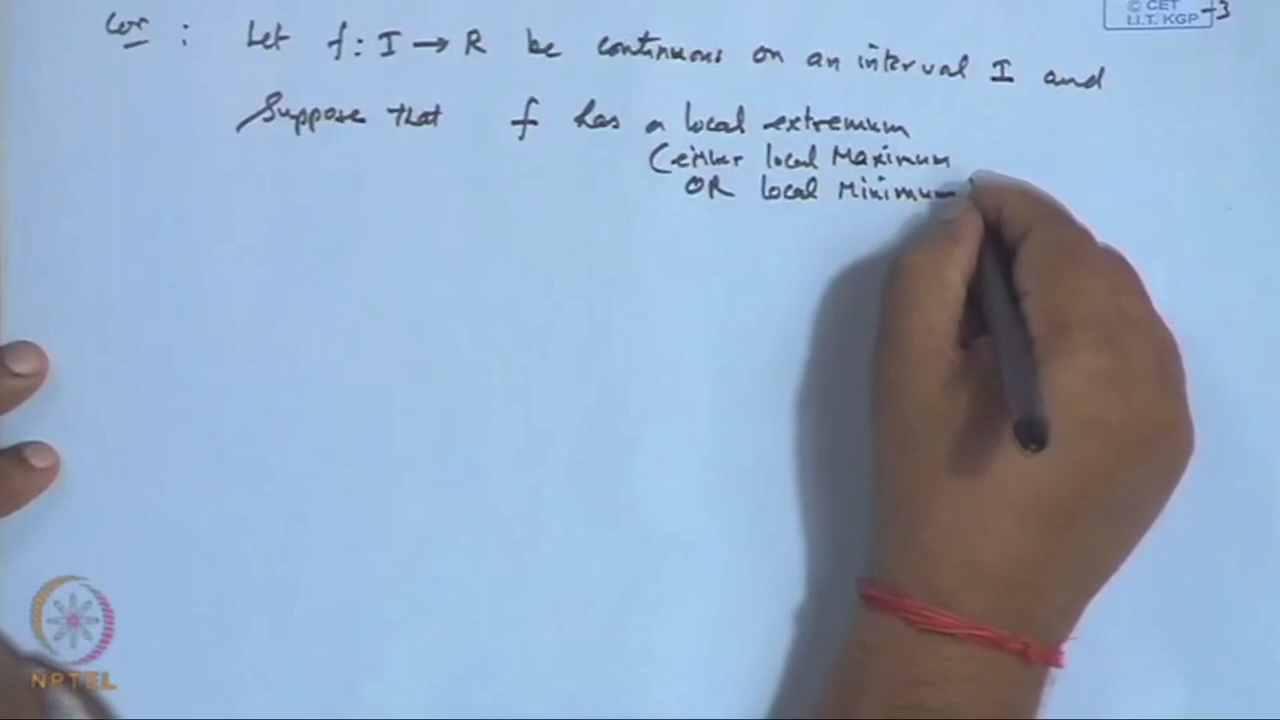 © CET
I.I.T. KGP -3
Cor : Let f: I → R be continuous on an interval I and
Suppose that f has a local extremum
(either local Maximum
OR local Minimum
NPTEL